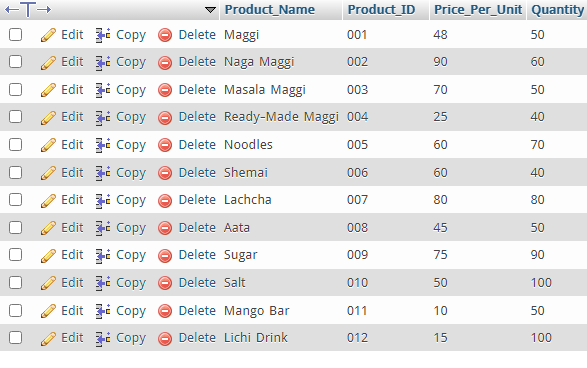 Product_Name Product_ID Price_Per_Unit Quantity
Edit Copy Delete Maggi 001 48 50
Edit Copy Delete Naga Maggi 002 90 60
Edit Copy Delete Masala Maggi 003 70 50
Edit Copy Delete Ready-Made Maggi 004 25 40
Edit Copy Delete Noodles 005 60 70
Edit Copy Delete Shemai 006 60 40
Edit Copy Delete Lachcha 007 80 80
Edit Copy Delete Aata 008 45 50
Edit Copy Delete Sugar 009 75 90
Edit Copy Delete Salt 010 50 100
Edit Copy Delete Mango Bar 011 10 50
Edit Copy Delete Lichi Drink 012 15 100